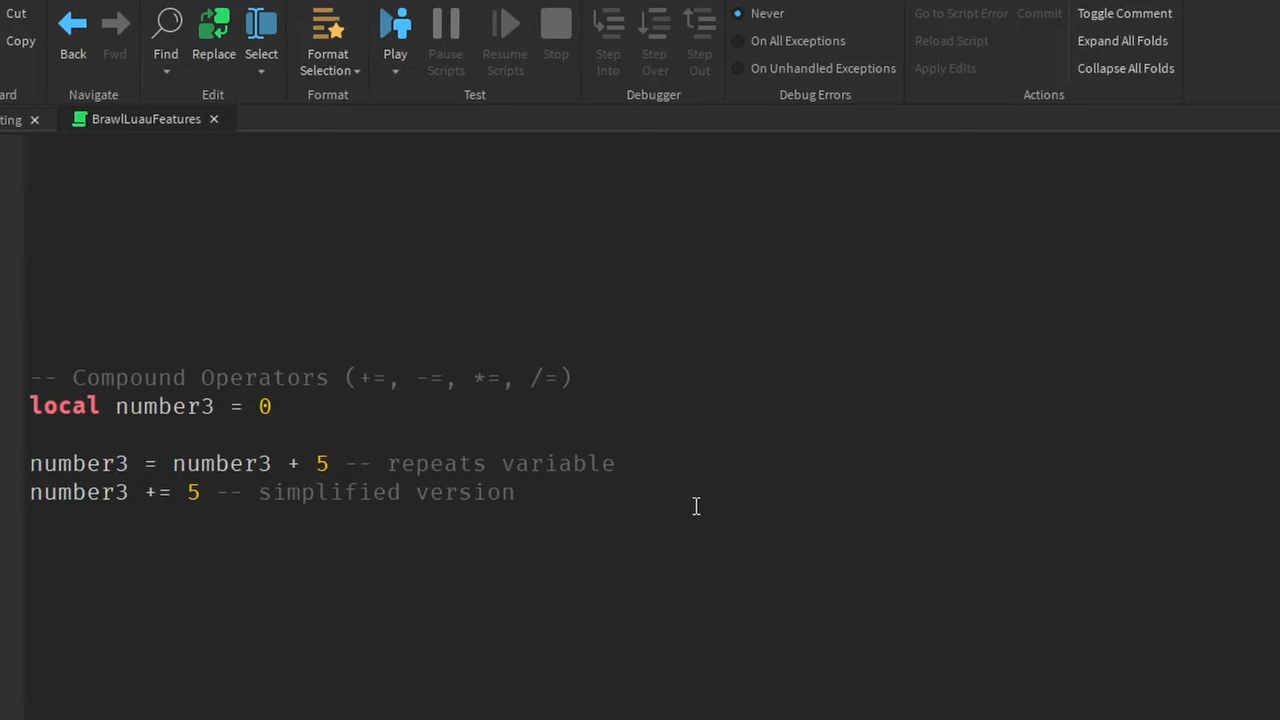 Cut
Copy
ard
Back
Fwd
Navigate
Find
Replace
Select
Edit
Format
Selection
Format
Play
Pause
Scripts
Resume
Scripts
Stop
Test
Step
Into
Step
Over
Step
Out
Debugger
Never
On All Exceptions
On Unhandled Exceptions
Debug Errors
Go to Script Error Commit
Reload Script
Apply Edits
Toggle Comment
Expand All Folds
Collapse All Folds
Actions
ting × BrawlLuauFeatures ×
-- Compound Operators (+=, -=, *=, /=)
local number3 = 0
number3 = number3 + 5 -- repeats variable
number3 += 5 -- simplified version